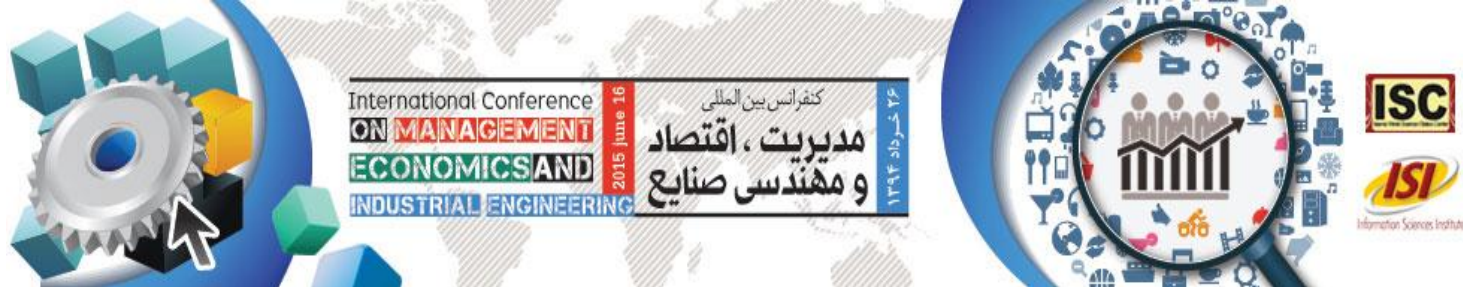 International Conference
ON MANAGEMENT
ECONOMICS AND
INDUSTRIAL ENGINEERING
2015 june 16
کنفرانس بین المللی
مدیریت ، اقتصاد
و مهندسی صنایع
۲۶ خرداد ۱۳۹۴
ISC
ISI
Information Sciences Institute